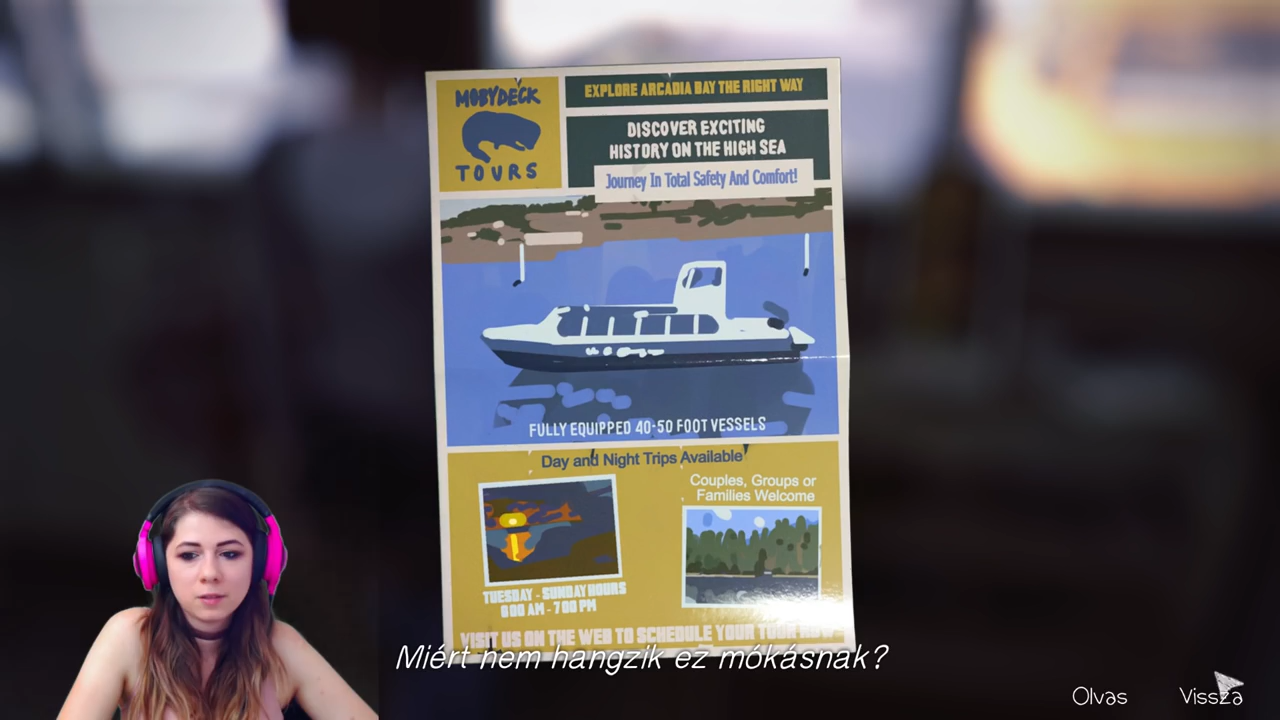 MOBYDECK
TOURS
EXPLORE ARCADIA BAY THE RIGHT WAY
DISCOVER EXCITING
HISTORY ON THE HIGH SEA
Journey In Total Safety And Comfort!
FULLY EQUIPPED 40-50 FOOT VESSELS
Day and Night Trips Available
Couples, Groups or
Families Welcome
TUESDAY - SUNDAY HOURS
6:00 AM - 7:00 PM
VISIT US ON THE WEB TO SCHEDULE YOUR TOUR NOW
Miért nem hangzik ez mókásnak?
Olvas
Vissza